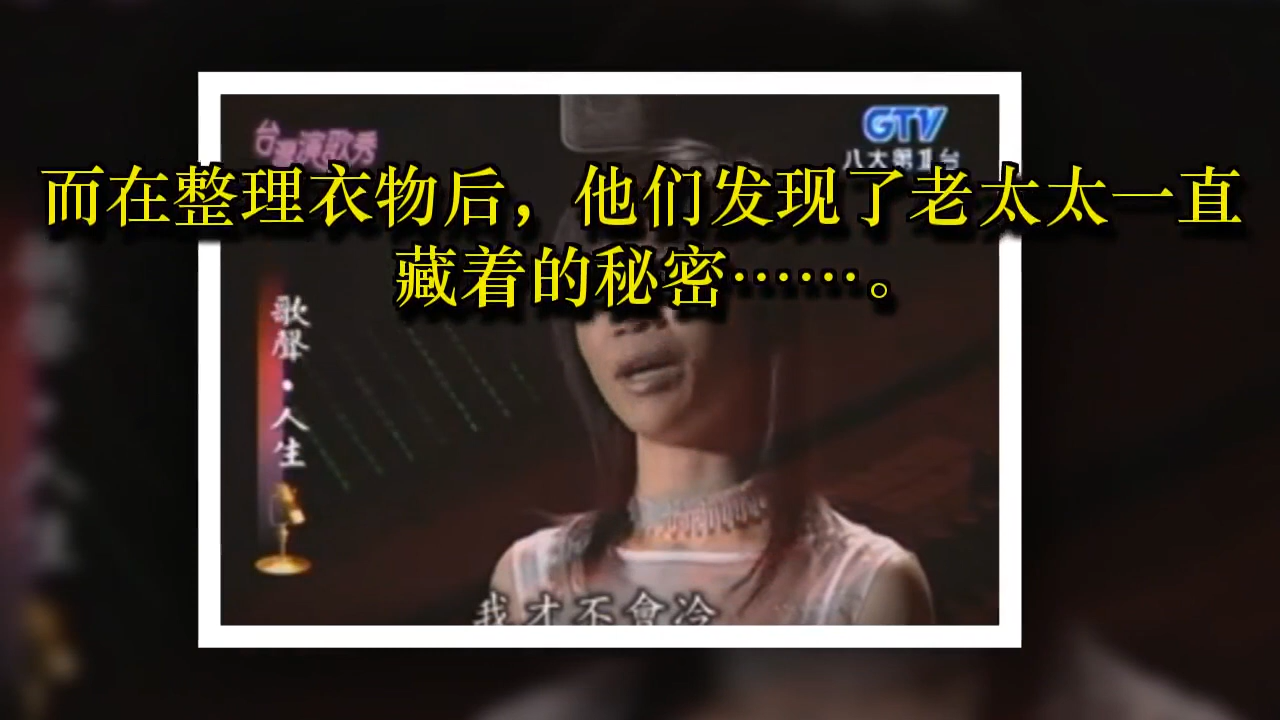 GTV
八大第1台
台灣演歌秀
而在整理衣物后，他们发现了老太太一直
藏着的秘密……。
歌聲・人生
我才不會冷